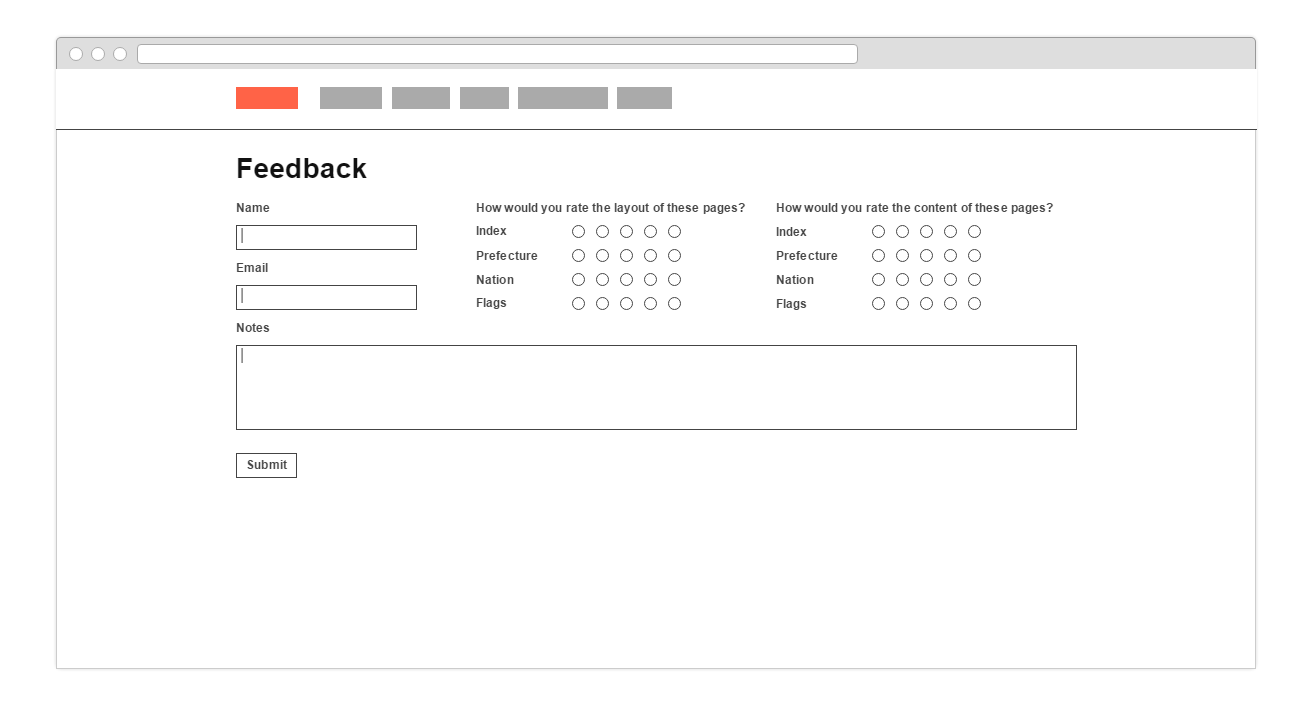 Feedback
Name
Email
How would you rate the layout of these pages?
Index
Prefecture
Nation
Flags
How would you rate the content of these pages?
Index
Prefecture
Nation
Flags
Notes
Submit